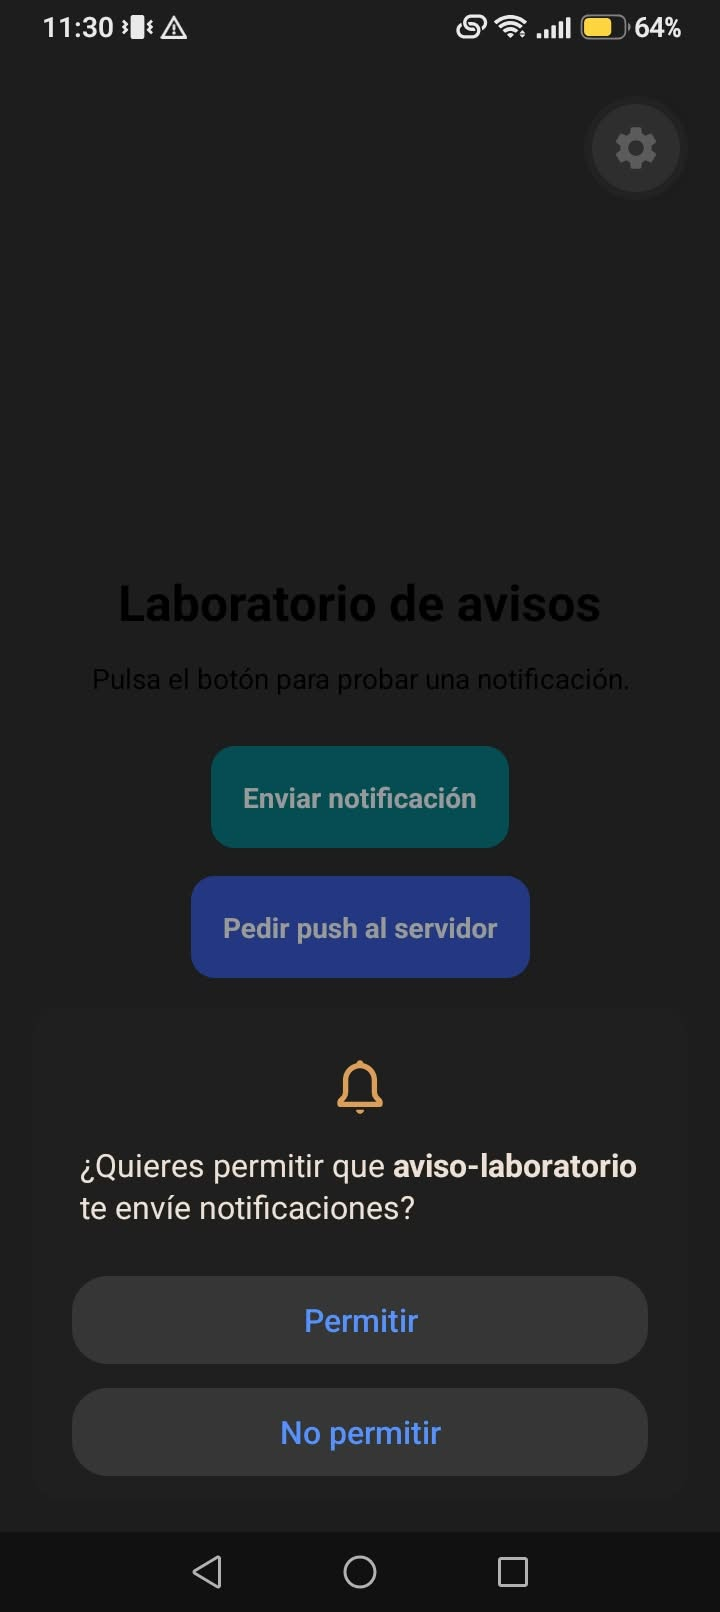 11:30
64%
Laboratorio de avisos
Pulsa el botón para probar una notificación.
Enviar notificación
Pedir push al servidor
¿Quieres permitir que aviso-laboratorio
te envíe notificaciones?
Permitir
No permitir